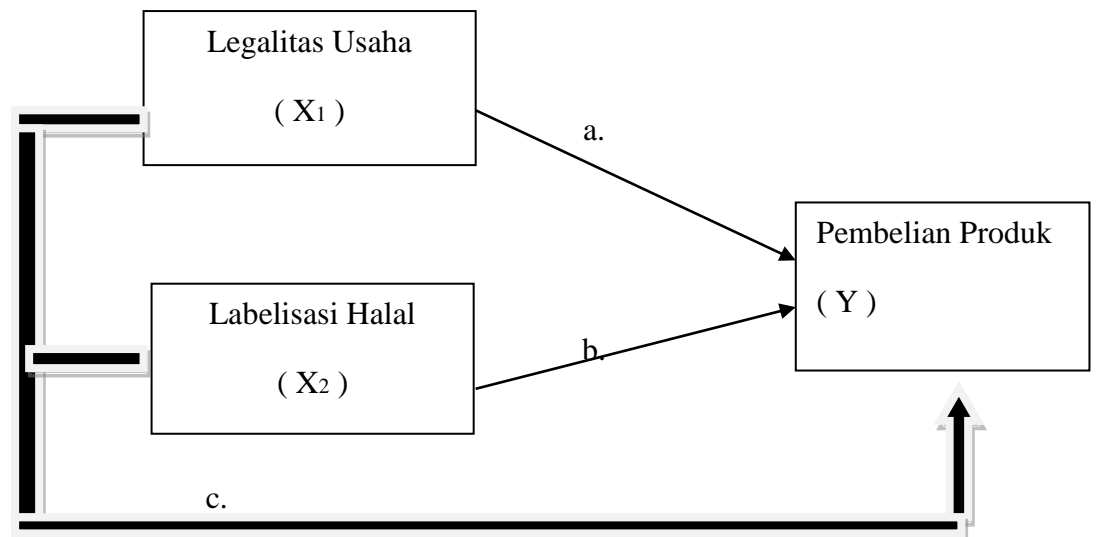 Legalitas Usaha
( X1 )
a.
Pembelian Produk
( Y )
Labelisasi Halal
( X2 )
b.
c.